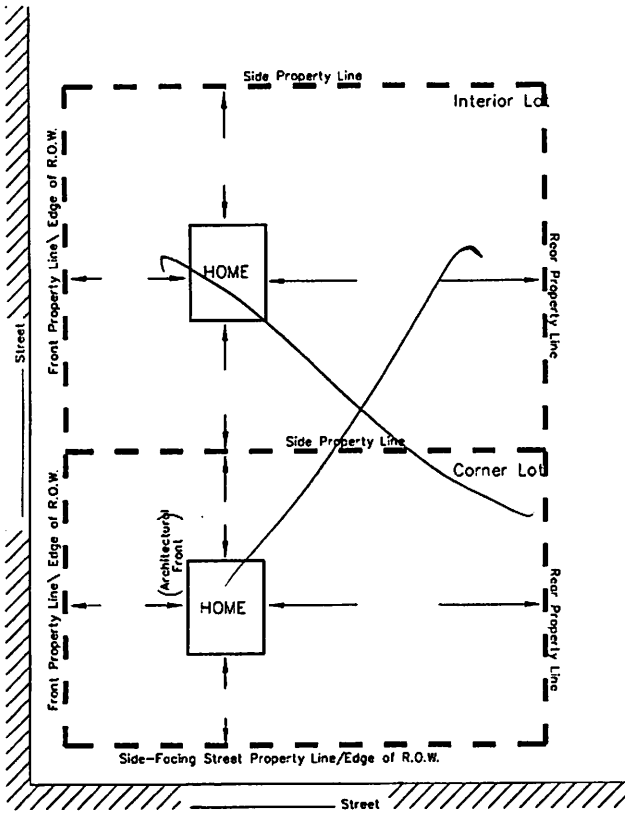 Side Property Line
Interior Lot
Front Property Line\ Edge of R.O.W.
HOME
Rear Property Line
Street
Side Property Line
Corner Lot
Front Property Line\ Edge of R.O.W.
(Architectural Front)
HOME
Rear Property Line
Side-Facing Street Property Line/Edge of R.O.W.
Street